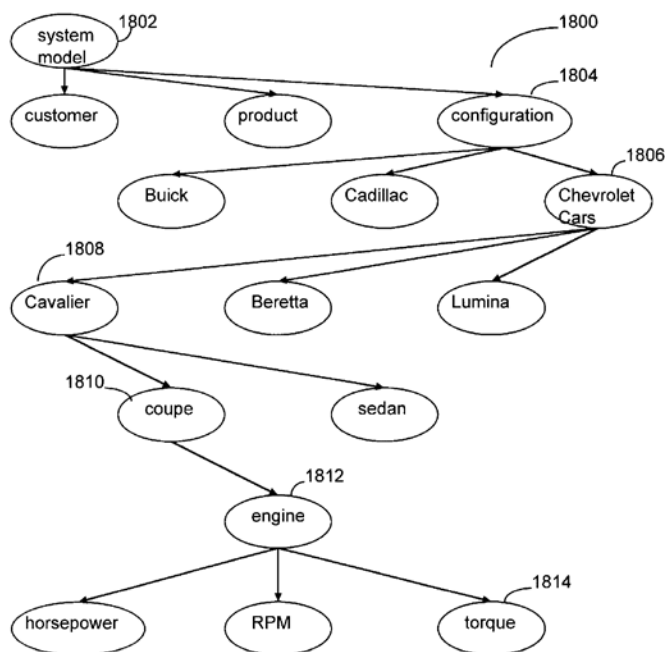 1802
system
model
1800
1804
customer
product
configuration
1806
Buick
Cadillac
Chevrolet
Cars
1808
Cavalier
Beretta
Lumina
1810
coupe
sedan
1812
engine
1814
horsepower
RPM
torque